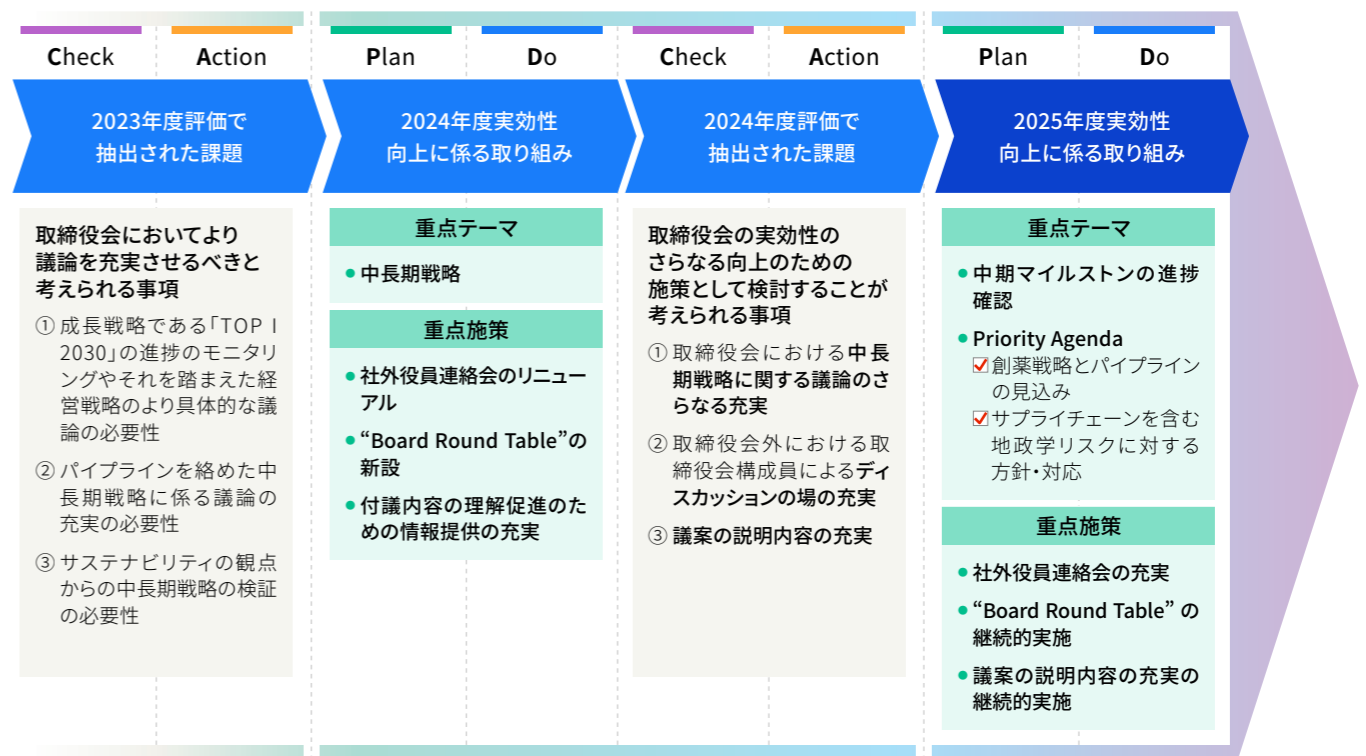 Check
Action
Plan
Do
Check
Action
Plan
Do
2023年度評価で
抽出された課題
2024年度実効性
向上に係る取り組み
2024年度評価で
抽出された課題
2025年度実効性
向上に係る取り組み
取締役会においてより
議論を充実させるべきと
考えられる事項
① 成長戦略である「TOP I
2030」の進捗のモニタリ
ングやそれを踏まえた経
営戦略のより具体的な議
論の必要性
② パイプラインを絡めた中
長期戦略に係る議論の
充実の必要性
③ サステナビリティの観点
からの中長期戦略の検証
の必要性
重点テーマ
● 中長期戦略
重点施策
● 社外役員連絡会のリニュー
アル
● “Board Round Table”の
新設
● 付議内容の理解促進のた
めの情報提供の充実
取締役会の実効性の
さらなる向上のための
施策として検討することが
考えられる事項
① 取締役会における中長
期戦略に関する議論のさ
らなる充実
② 取締役会外における取
締役会構成員によるディ
スカッションの場の充実
③ 議案の説明内容の充実
重点テーマ
● 中期マイルストンの進捗
確認
● Priority Agenda
☑ 創薬戦略とパイプライン
の見込み
☑ サプライチェーンを含む
地政学リスクに対する
方針・対応
重点施策
● 社外役員連絡会の充実
● “Board Round Table” の
継続的実施
● 議案の説明内容の充実の
継続的実施